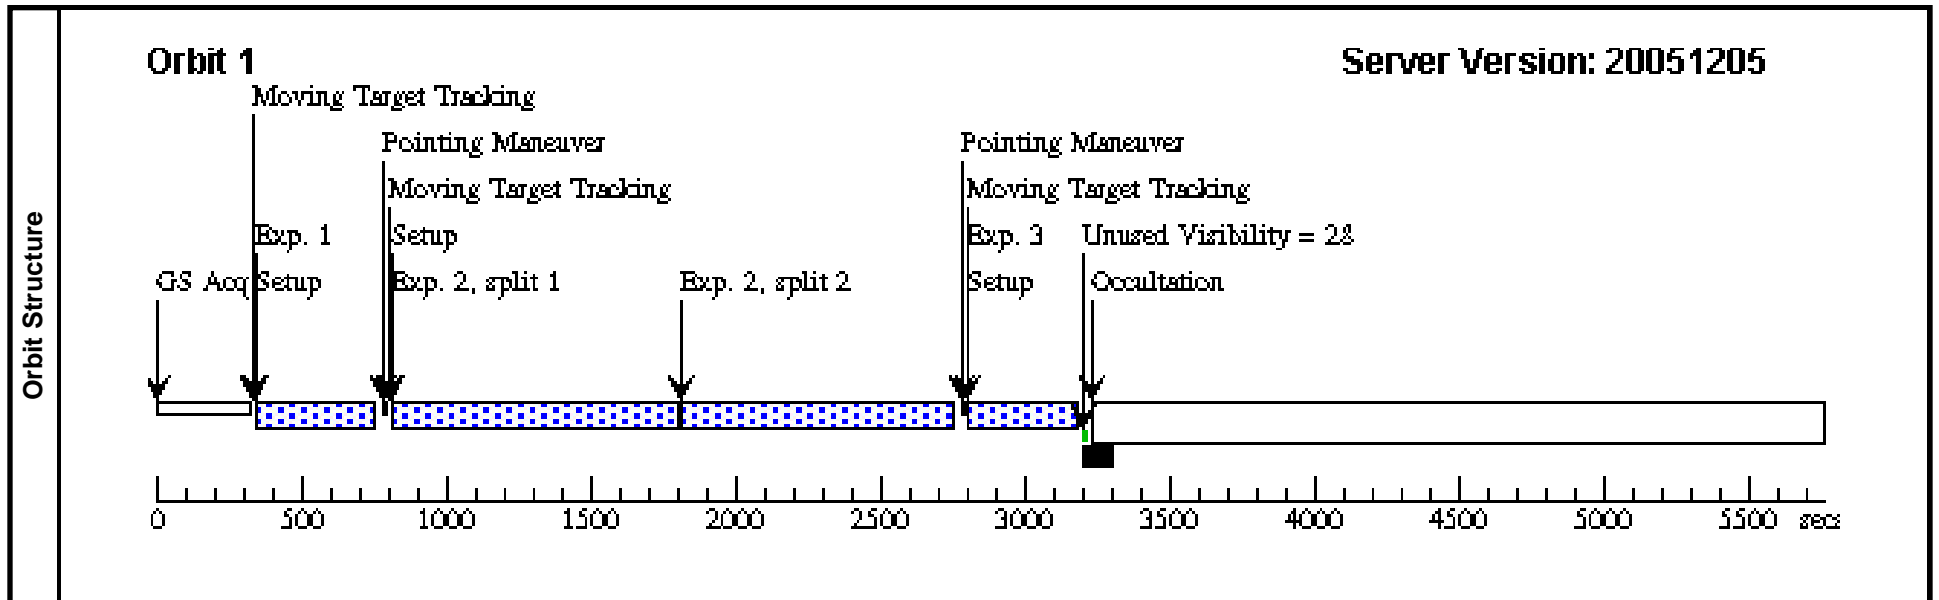 Orbit Structure
Orbit 1
Server Version: 20051205
Moving Target Tracking
Pointing Maneuver
Pointing Maneuver
Moving Target Tracking
Moving Target Tracking
Exp. 1
Setup
Exp. 3
Unused Visibility = 28
GS Acq
Setup
Exp. 2, split 1
Exp. 2, split 2
Setup
Occultation
0 500 1000 1500 2000 2500 3000 3500 4000 4500 5000 5500 secs